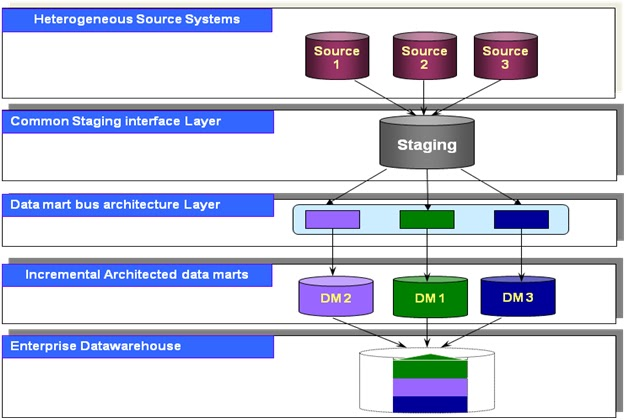 Heterogeneous Source Systems
Source
1
Source
2
Source
3
Common Staging interface Layer
Staging
Data mart bus architecture Layer
Incremental Architected data marts
DM 2
DM 1
DM 3
Enterprise Datawarehouse